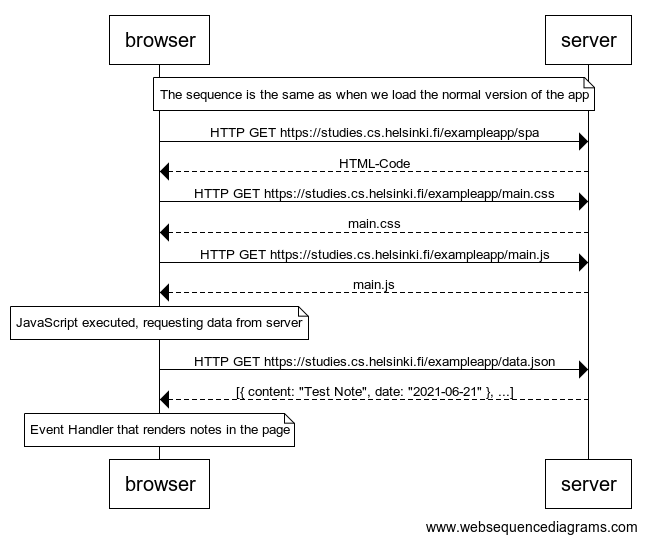 browser
server
The sequence is the same as when we load the normal version of the app
HTTP GET https://studies.cs.helsinki.fi/exampleapp/spa
HTML-Code
HTTP GET https://studies.cs.helsinki.fi/exampleapp/main.css
main.css
HTTP GET https://studies.cs.helsinki.fi/exampleapp/main.js
main.js
JavaScript executed, requesting data from server
HTTP GET https://studies.cs.helsinki.fi/exampleapp/data.json
[{ content: "Test Note", date: "2021-06-21" }, ...]
Event Handler that renders notes in the page
browser
server
www.websequencediagrams.com